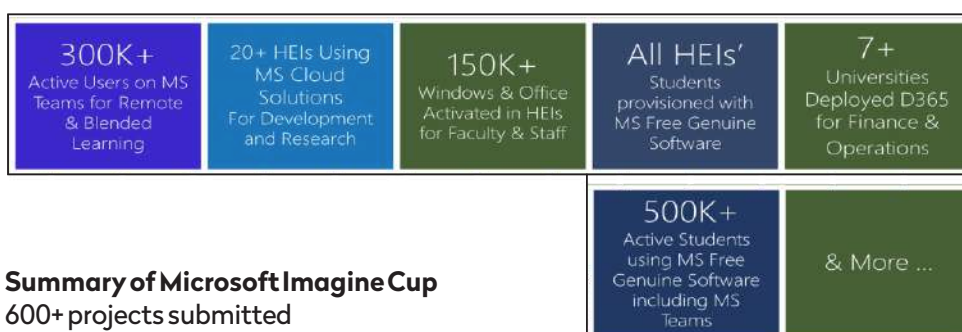 300K+
Active Users on MS
Teams for Remote
& Blended
Learning
20+ HEIs Using
MS Cloud
Solutions
For Development
and Research
150K+
Windows & Office
Activated in HEIs
for Faculty & Staff
All HEIs'
Students
provisioned with
MS Free Genuine
Software
7+
Universities
Deployed D365
for Finance &
Operations
500K+
Active Students
using MS Free
Genuine Software
including MS
Teams
& More ...
Summary of Microsoft Imagine Cup
600+ projects submitted